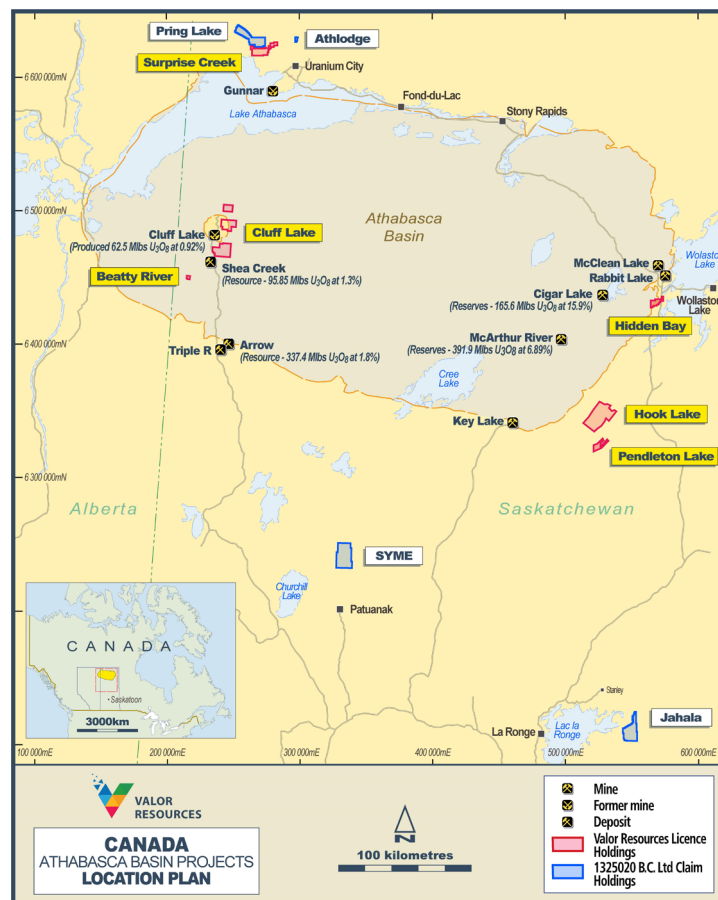 Pring Lake
Athlodge
Surprise Creek
Uranium City
6 600 000mN
Gunnar
Fond-du-Lac
Lake Athabasca
Stony Rapids
6 500 000mN
Athabasca
Basin
Cluff Lake
(Produced 62.5 Mlbs U₃O₈ at 0.92%)
Cluff Lake
Shea Creek
(Resource - 95.85 Mlbs U₃O₈ at 1.3%)
Beatty River
McClean Lake
Rabbit Lake
Wolaston
Lake
Cigar Lake
(Reserves - 165.6 Mlbs U₃O₈ at 15.9%)
Wollaston
Lake
Hidden Bay
6 400 000mN
Triple R
Arrow
(Resource - 337.4 Mlbs U₃O₈ at 1.8%)
McArthur River
(Reserves - 391.9 Mlbs U₃O₈ at 6.89%)
Cree
Lake
Key Lake
Hook Lake
Pendleton Lake
6 300 000mN
Alberta
Saskatchewan
SYME
Churchill
Lake
Patuanak
CANADA
Saskatoon
3000km
Stanley
La Ronge
Lac la
Ronge
Jahala
100 000mE
200 000mE
300 000mE
400 000mE
500 000mE
600 000mE
VALOR
RESOURCES
CANADA
ATHABASCA BASIN PROJECTS
LOCATION PLAN
N
100 kilometres
Mine
Former mine
Deposit
Valor Resources Licence
Holdings
1325020 B.C. Ltd Claim
Holdings